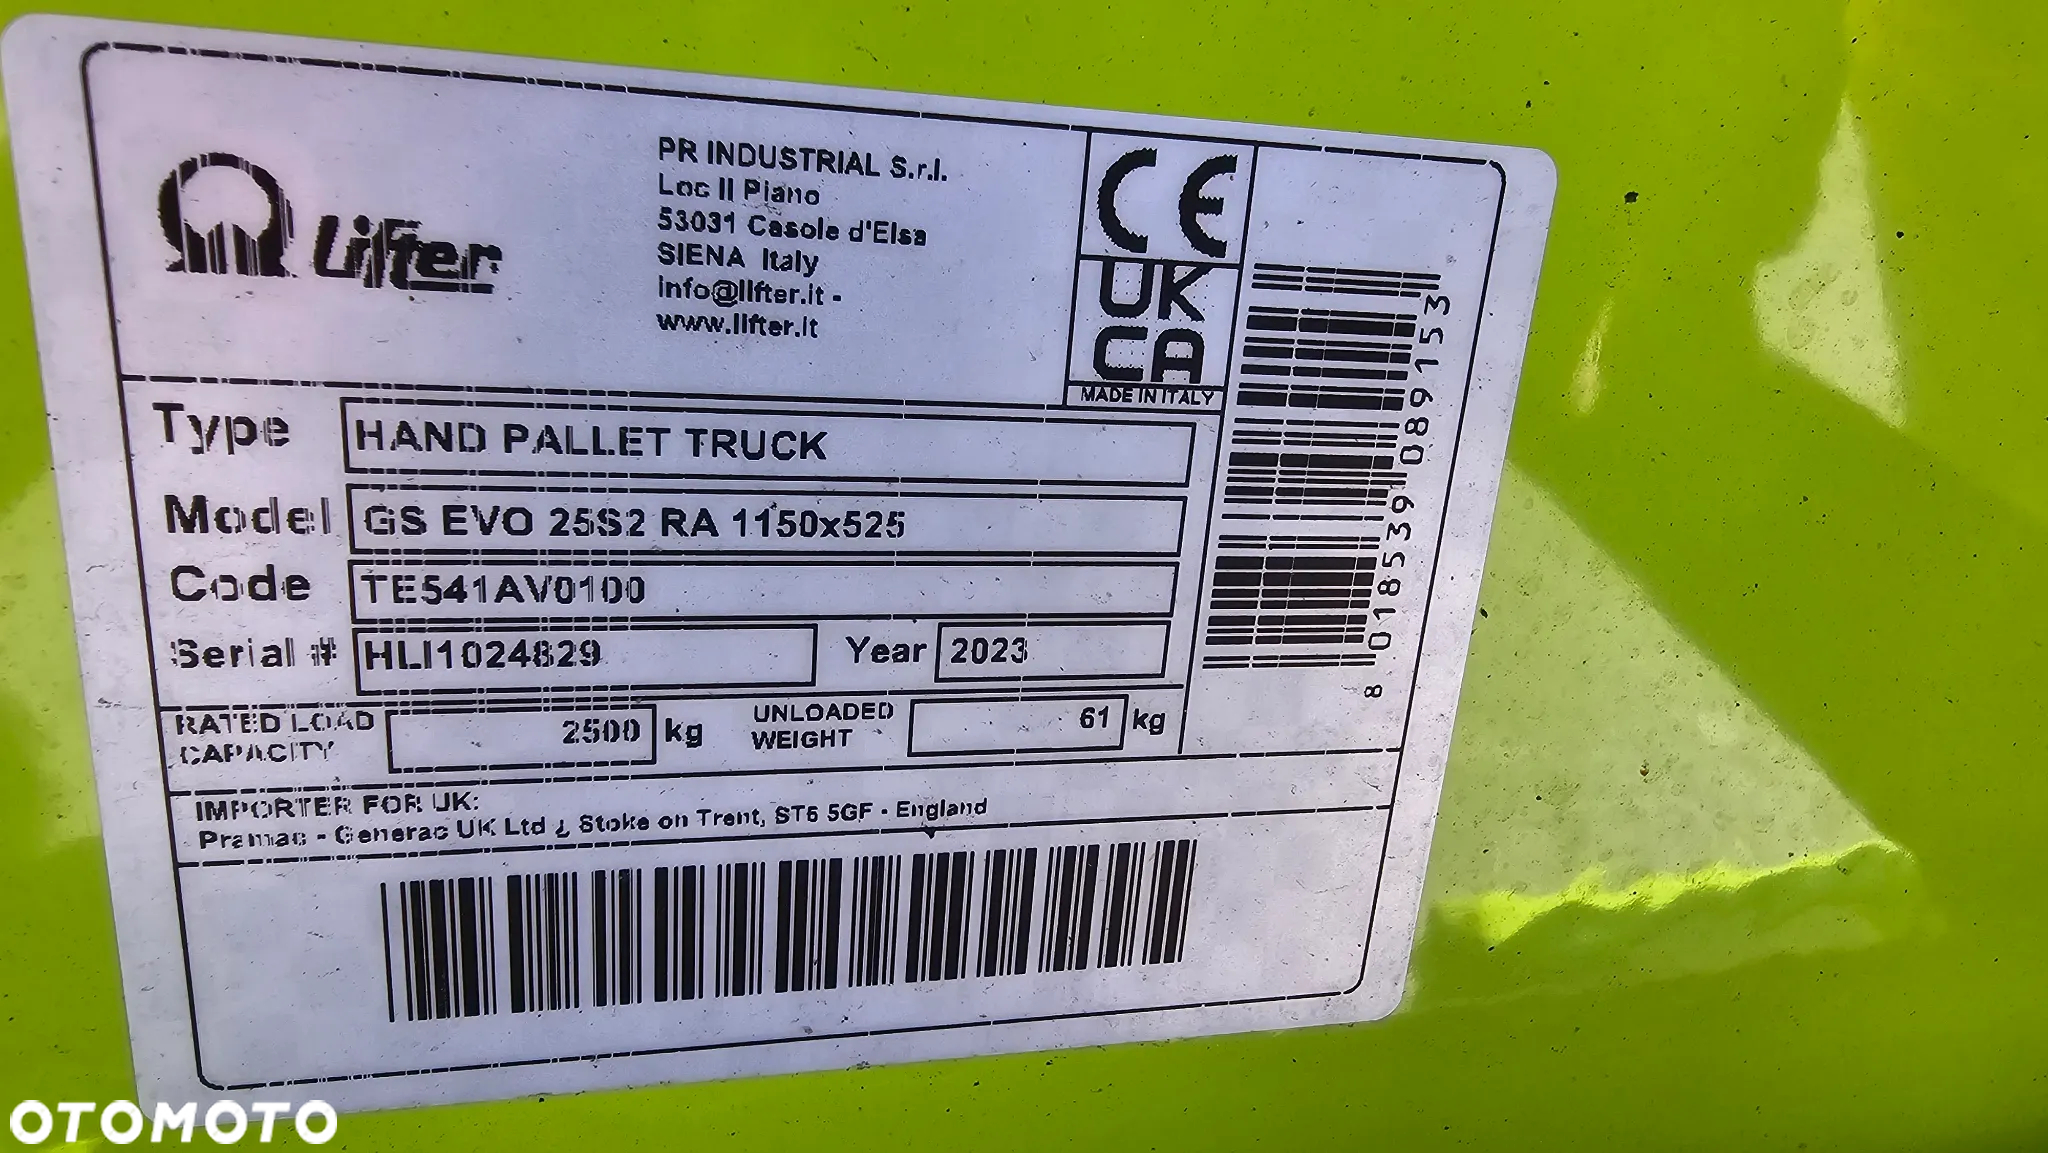 Lifter
PR INDUSTRIAL S.r.l.
Loc Il Piano
53031 Casole d'Elsa
SIENA Italy
info@lifter.it -
www.lifter.it
CE
UK
CA
MADE IN ITALY
8 018539 089153
Type HAND PALLET TRUCK
Model GS EVO 25S2 RA 1150x525
Code TE541AV0100
Serial # HLI1024829 Year 2023
RATED LOAD CAPACITY 2500 kg UNLOADED WEIGHT 61 kg
IMPORTER FOR UK:
Pramac - Generac UK Ltd ¿ Stoke on Trent, ST6 5GF - England
OTOMOTO